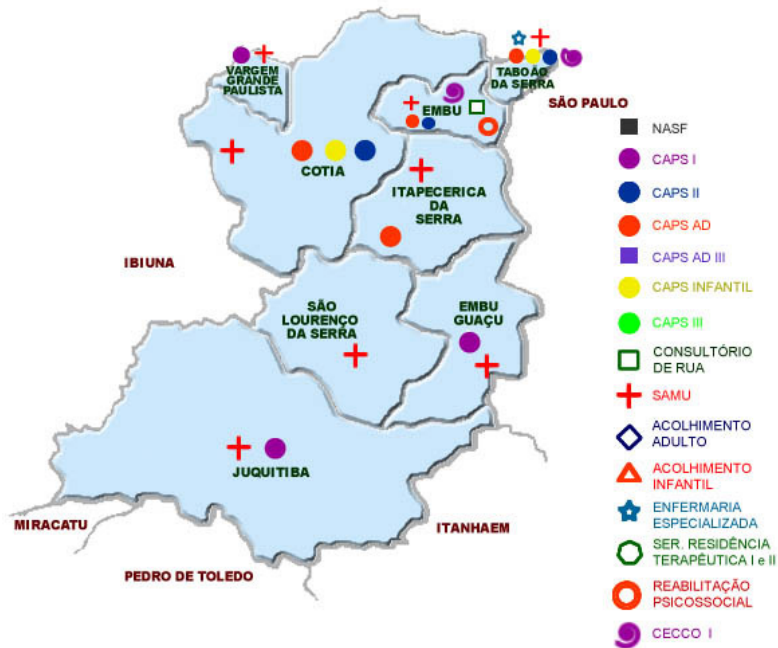 VARGEM
GRANDE
PAULISTA
TABOÃO
DA SERRA
SÃO PAULO
EMBU
COTIA
ITAPECERICA
DA
SERRA
IBIUNA
SÃO
LOURENÇO
DA SERRA
EMBU
GUAÇU
JUQUITIBA
MIRACATU
ITANHAEM
PEDRO DE TOLEDO
NASF
CAPS I
CAPS II
CAPS AD
CAPS AD III
CAPS INFANTIL
CAPS III
CONSULTÓRIO
DE RUA
SAMU
ACOLHIMENTO
ADULTO
ACOLHIMENTO
INFANTIL
ENFERMARIA
ESPECIALIZADA
SER. RESIDÊNCIA
TERAPÊUTICA I e II
REABILITAÇÃO
PSICOSSOCIAL
CECCO I